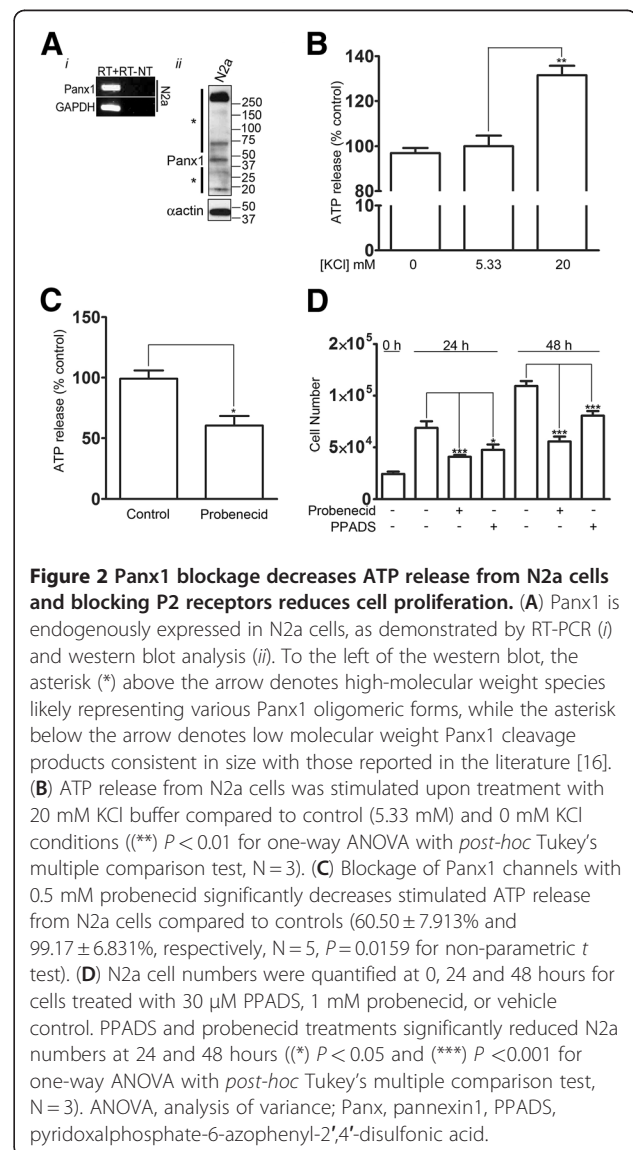 A
i
RT+RT-NT
Panx1
GAPDH
N2a
ii
N2a
*
Panx1
*
250
150
100
75
50
37
25
20
αactin
50
37
B
ATP release (% control)
140
120
100
80
10
0
**
[KCl] mM
0
5.33
20
C
ATP release (% control)
150
100
50
0
*
Control
Probenecid
D
Cell Number
2×10⁵
1×10⁵
5×10⁴
0.0
0 h
24 h
48 h
***
*
***
***
Probenecid - - + - - + -
PPADS - - - + - - +
Figure 2 Panx1 blockage decreases ATP release from N2a cells
and blocking P2 receptors reduces cell proliferation. (A) Panx1 is
endogenously expressed in N2a cells, as demonstrated by RT-PCR (i)
and western blot analysis (ii). To the left of the western blot, the
asterisk (*) above the arrow denotes high-molecular weight species
likely representing various Panx1 oligomeric forms, while the asterisk
below the arrow denotes low molecular weight Panx1 cleavage
products consistent in size with those reported in the literature [16].
(B) ATP release from N2a cells was stimulated upon treatment with
20 mM KCl buffer compared to control (5.33 mM) and 0 mM KCl
conditions ((**) P < 0.01 for one-way ANOVA with post-hoc Tukey's
multiple comparison test, N = 3). (C) Blockage of Panx1 channels with
0.5 mM probenecid significantly decreases stimulated ATP release
from N2a cells compared to controls (60.50 ± 7.913% and
99.17 ± 6.831%, respectively, N = 5, P = 0.0159 for non-parametric t
test). (D) N2a cell numbers were quantified at 0, 24 and 48 hours for
cells treated with 30 μM PPADS, 1 mM probenecid, or vehicle
control. PPADS and probenecid treatments significantly reduced N2a
numbers at 24 and 48 hours ((*) P < 0.05 and (***) P <0.001 for
one-way ANOVA with post-hoc Tukey's multiple comparison test,
N = 3). ANOVA, analysis of variance; Panx, pannexin1, PPADS,
pyridoxalphosphate-6-azophenyl-2′,4′-disulfonic acid.